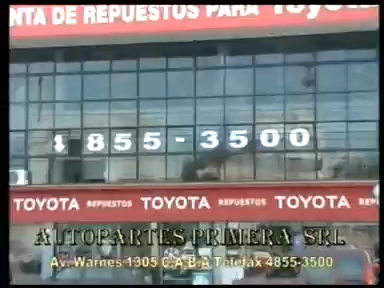 NTA DE REPUESTOS PARA Toyota
4855-3500
TOYOTA REPUESTOS TOYOTA REPUESTOS TOYOTA
AUTOPARTES PRIMERA SRL
Av. Warnes 1305 C.A.B.A Telefax 4855-3500